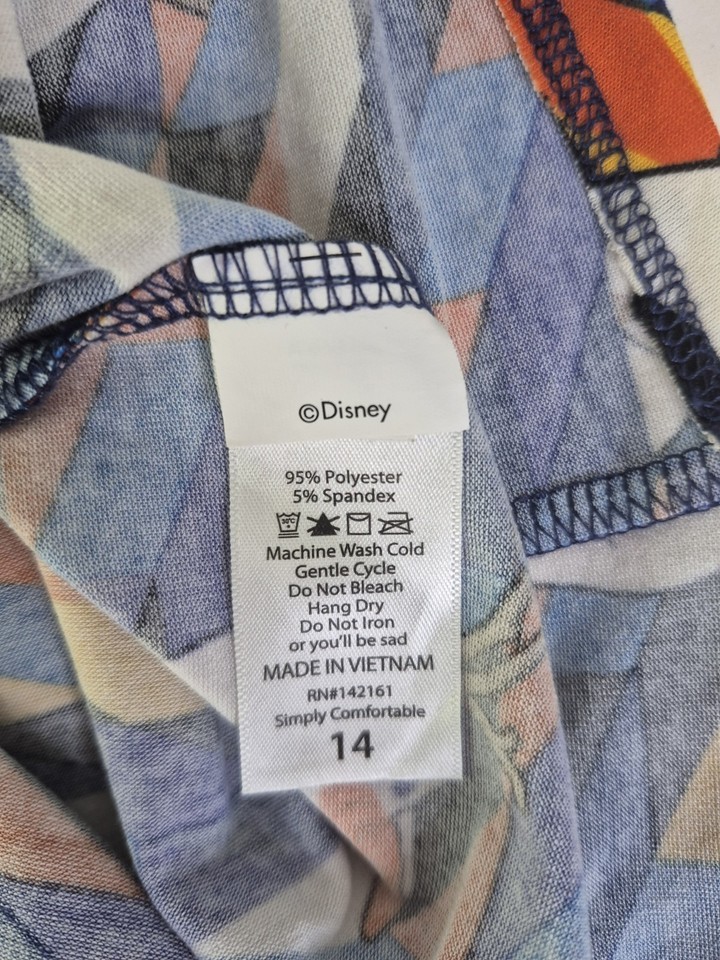 ©Disney
95% Polyester
5% Spandex
30°C
Machine Wash Cold
Gentle Cycle
Do Not Bleach
Hang Dry
Do Not Iron
or you'll be sad
MADE IN VIETNAM
RN#142161
Simply Comfortable
14